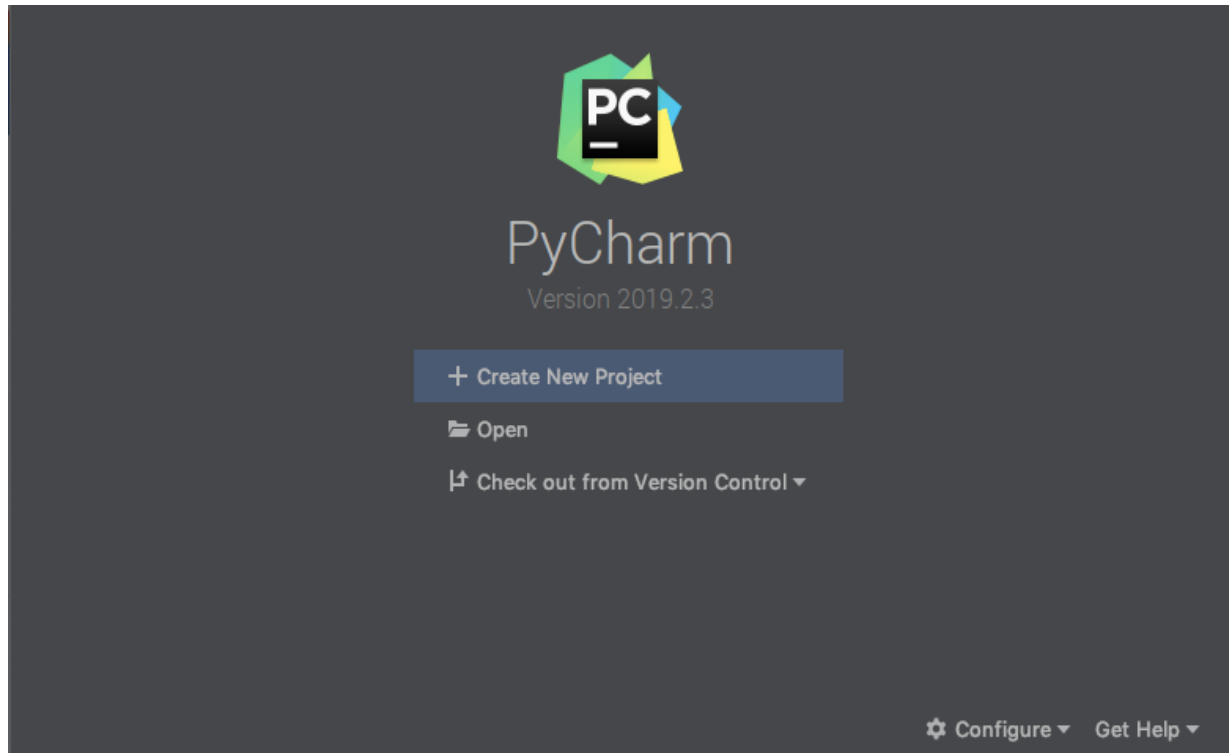 PC
PyCharm
Version 2019.2.3
Create New Project
Open
Check out from Version Control
Configure
Get Help